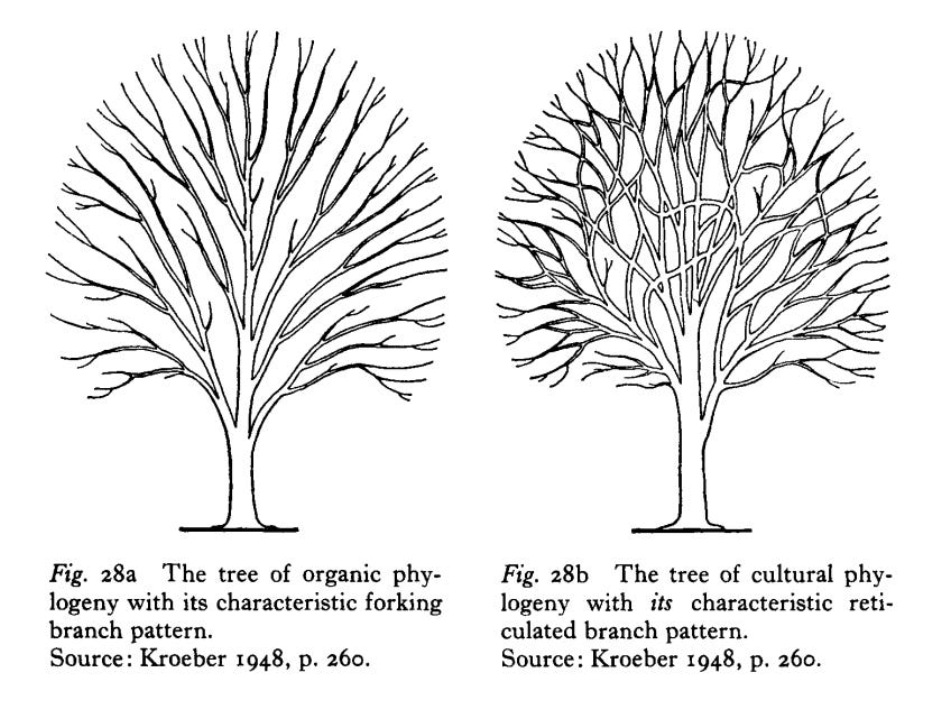 Fig. 28a The tree of organic phy-
logeny with its characteristic forking
branch pattern.
Source: Kroeber 1948, p. 260.
Fig. 28b The tree of cultural phy-
logeny with its characteristic reti-
culated branch pattern.
Source: Kroeber 1948, p. 260.